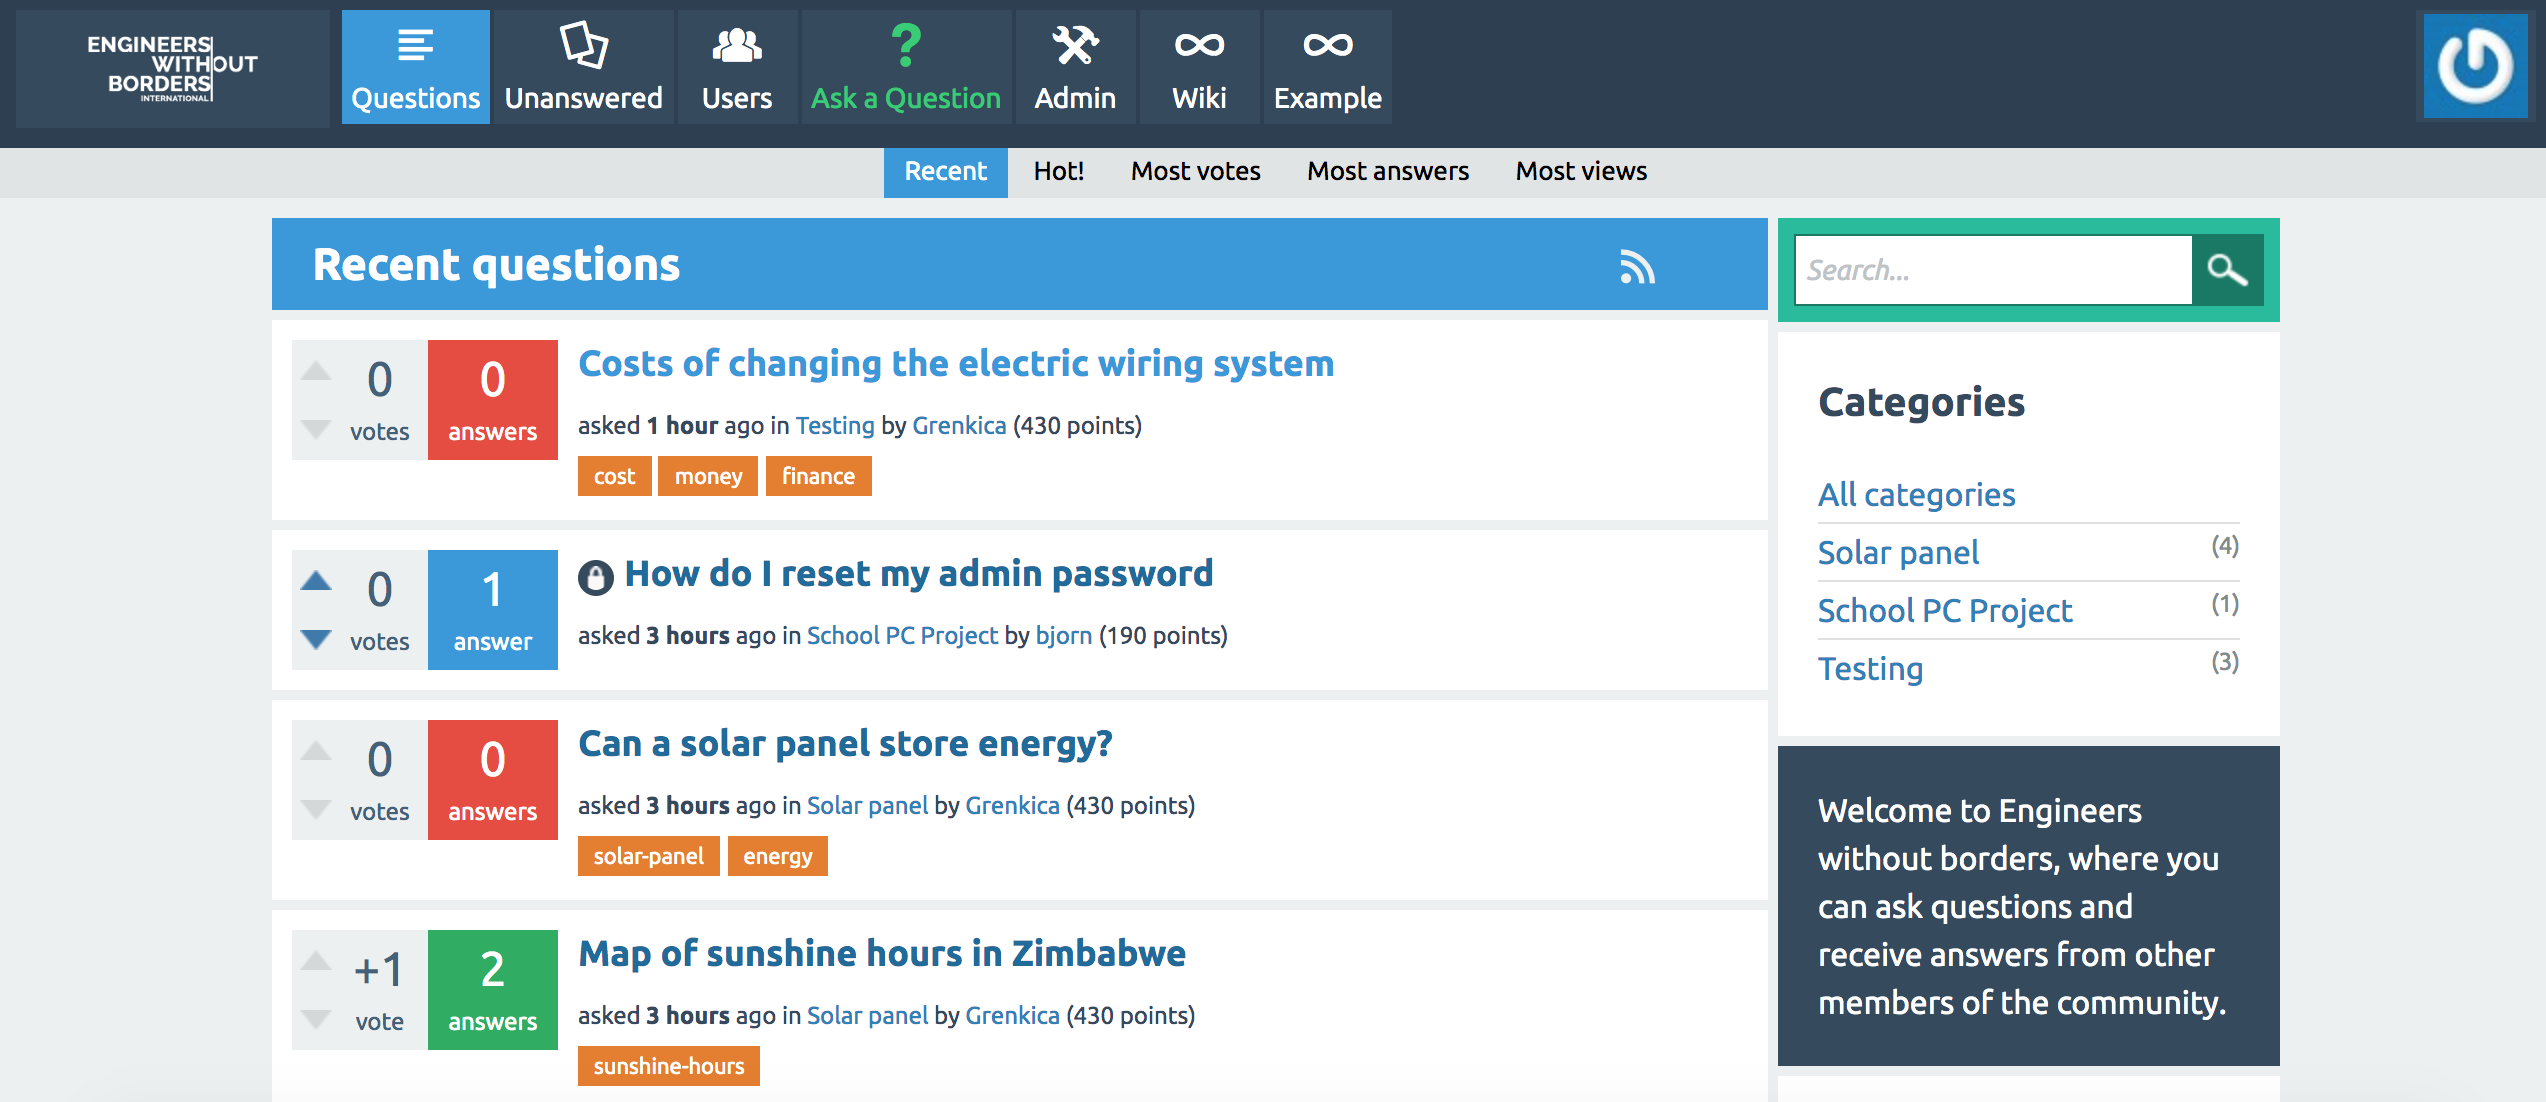 ENGINEERS
WITHOUT
BORDERS
INTERNATIONAL
Questions
Unanswered
Users
?
Ask a Question
Admin
Wiki
Example
Recent
Hot!
Most votes
Most answers
Most views
Recent questions
Search...
0
votes
0
answers
Costs of changing the electric wiring system
asked 1 hour ago in Testing by Grenkica (430 points)
cost money finance
0
votes
1
answer
How do I reset my admin password
asked 3 hours ago in School PC Project by bjorn (190 points)
0
votes
0
answers
Can a solar panel store energy?
asked 3 hours ago in Solar panel by Grenkica (430 points)
solar-panel energy
+1
vote
2
answers
Map of sunshine hours in Zimbabwe
asked 3 hours ago in Solar panel by Grenkica (430 points)
sunshine-hours
Categories
All categories
Solar panel (4)
School PC Project (1)
Testing (3)
Welcome to Engineers
without borders, where you
can ask questions and
receive answers from other
members of the community.